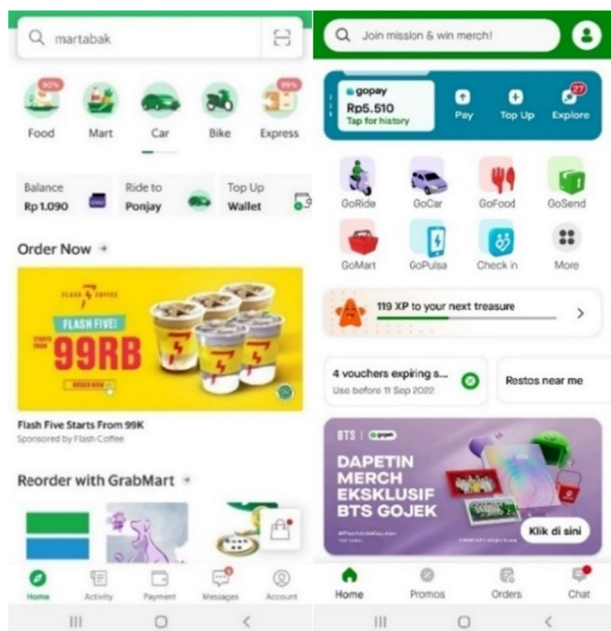 martabak
90%
99%
Food Mart Car Bike Express
Balance
Rp 1.090
Ride to
Ponjay
Top Up
Wallet
Order Now
FLASH COFFEE
FLASH FIVE!
STARTS FROM
99RB
ORDER NOW
Flash Five Starts From 99K
Sponsored by Flash Coffee
Reorder with GrabMart
Home Activity Payment Messages Account
Join mission & win merch!
gopay
Rp5.510
Tap for history
Pay Top Up Explore
27
GoRide GoCar GoFood GoSend
GoMart GoPulsa Check in More
119 XP to your next treasure
4 vouchers expiring s...
Use before 11 Sep 2022
Restos near me
BTS | gojek
DAPETIN
MERCH
EKSKLUSIF
BTS GOJEK
Klik di sini
Home Promos Orders Chat